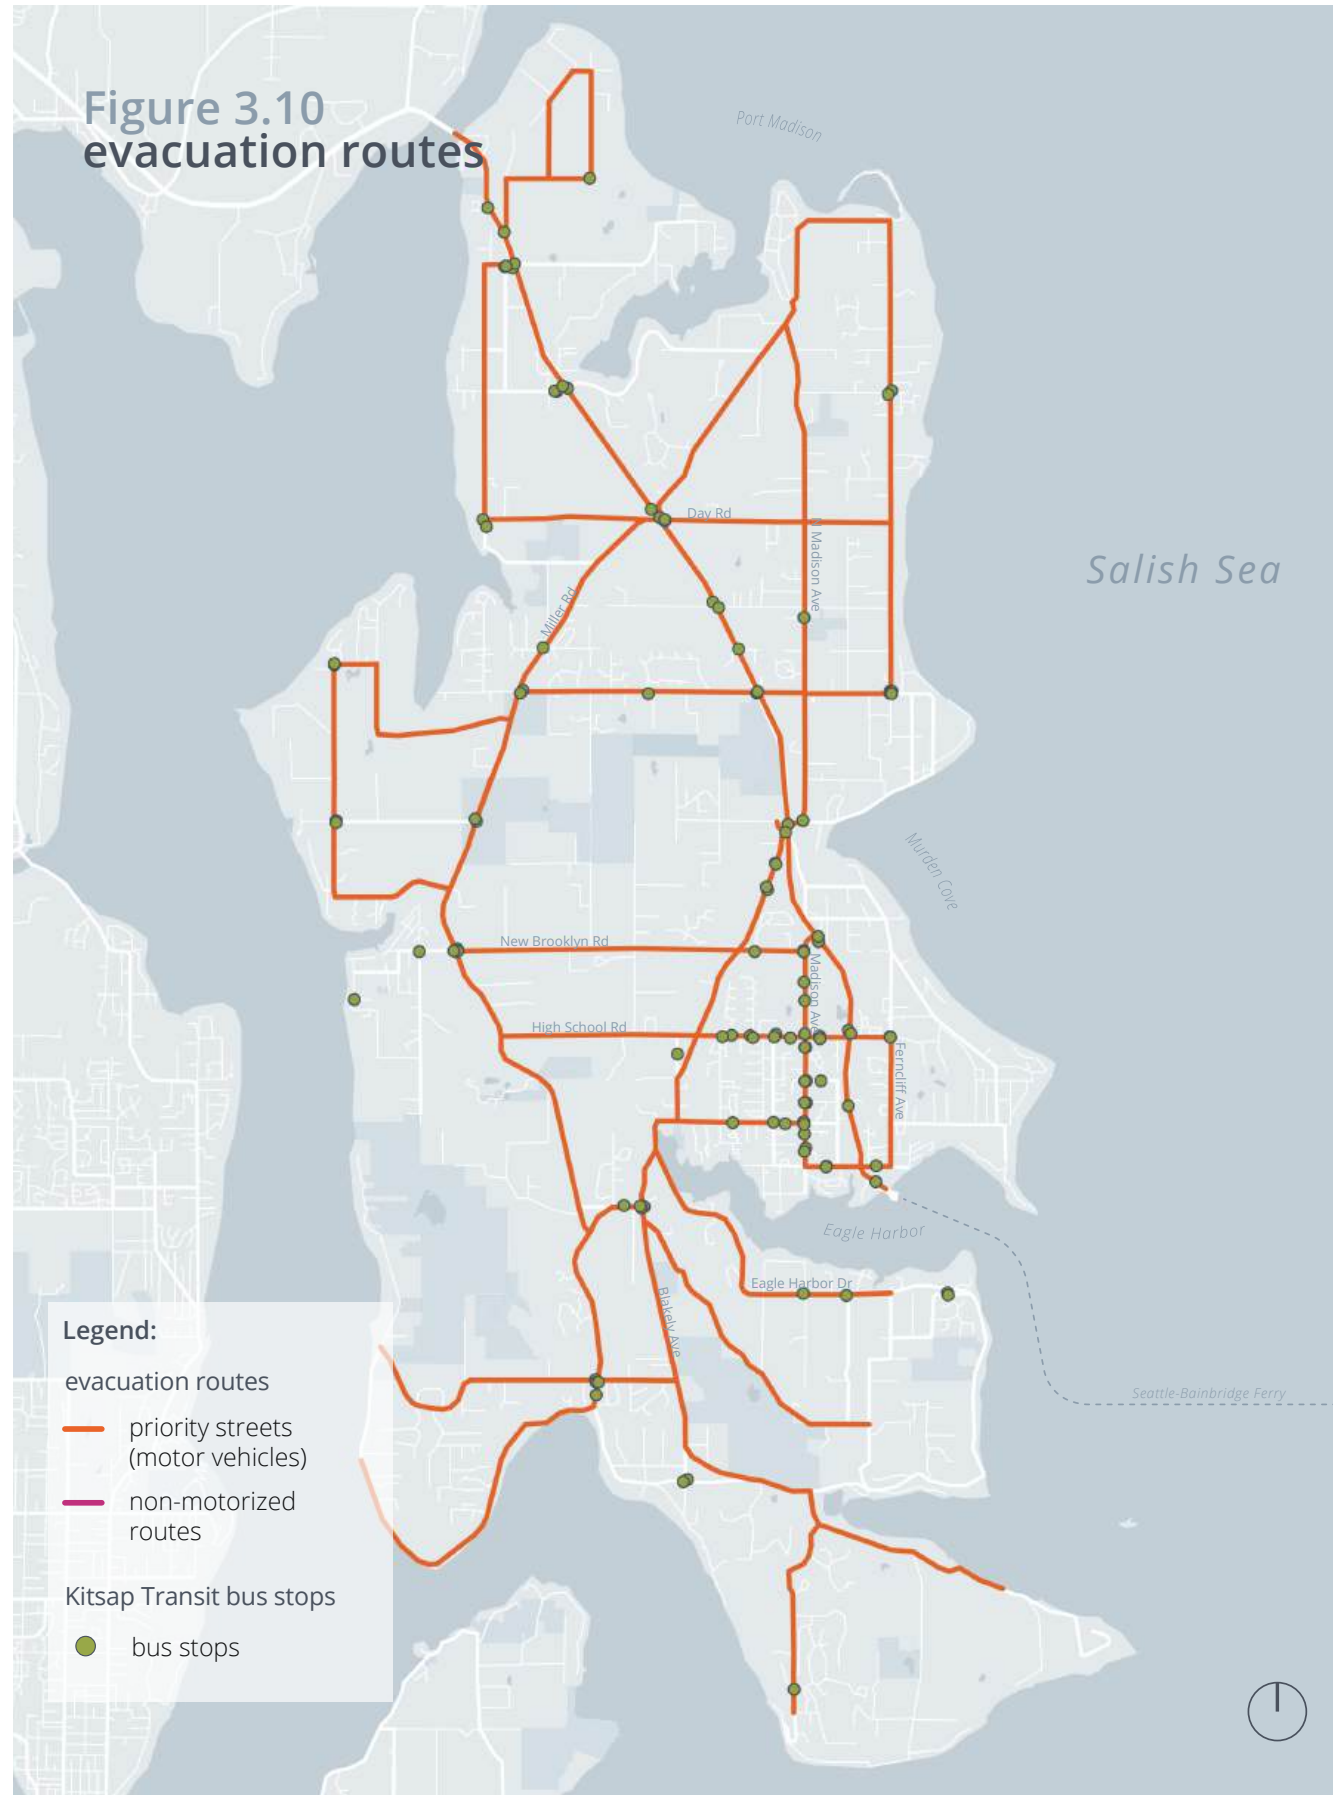 Figure 3.10
evacuation routes
Port Madison
Salish Sea
Day Rd
N Madison Ave
Miller Rd
Murden Cove
New Brooklyn Rd
Madison Ave
High School Rd
Ferncliff Ave
Eagle Harbor
Eagle Harbor Dr
Blakely Ave
Seattle-Bainbridge Ferry
Legend:
evacuation routes
priority streets
(motor vehicles)
non-motorized
routes
Kitsap Transit bus stops
bus stops